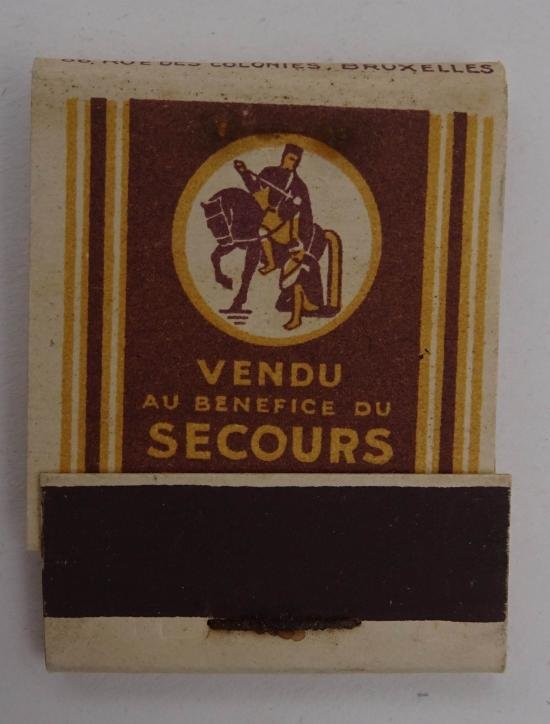 RUE DES COLONIES, BRUXELLES
VENDU
AU BENEFICE DU
SECOURS